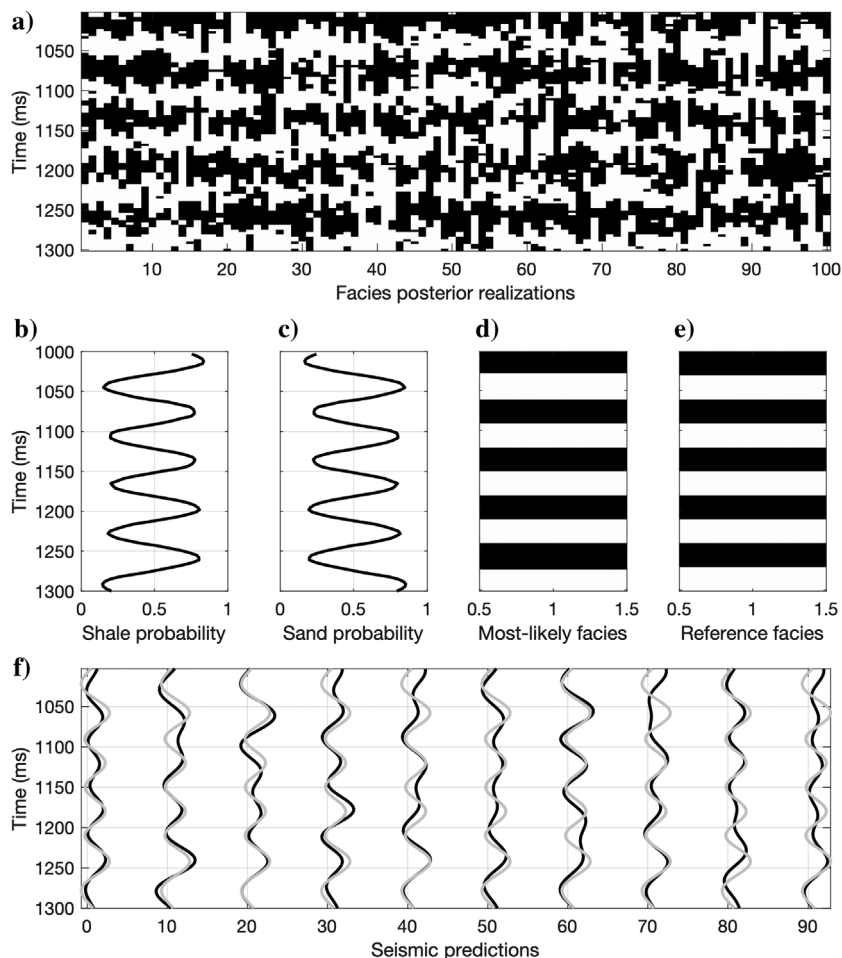 a)
Time (ms)
1050
1100
1150
1200
1250
1300
10 20 30 40 50 60 70 80 90 100
Facies posterior realizations
b) c) d) e)
Time (ms)
1000
1050
1100
1150
1200
1250
1300
0 0.5 1 0 0.5 1 0.5 1 1.5 0.5 1 1.5
Shale probability Sand probability Most-likely facies Reference facies
f)
Time (ms)
1050
1100
1150
1200
1250
1300
0 10 20 30 40 50 60 70 80 90
Seismic predictions